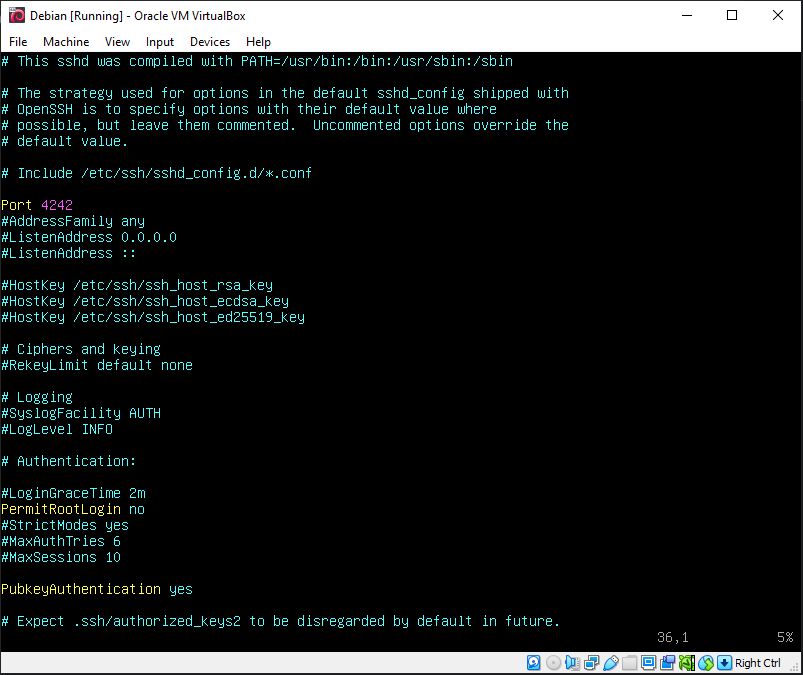 Debian [Running] - Oracle VM VirtualBox
File Machine View Input Devices Help
# This sshd was compiled with PATH=/usr/bin:/bin:/usr/sbin:/sbin
# The strategy used for options in the default sshd_config shipped with
# OpenSSH is to specify options with their default value where
# possible, but leave them commented.  Uncommented options override the
# default value.
# Include /etc/ssh/sshd_config.d/*.conf
Port 4242
#AddressFamily any
#ListenAddress 0.0.0.0
#ListenAddress ::
#HostKey /etc/ssh/ssh_host_rsa_key
#HostKey /etc/ssh/ssh_host_ecdsa_key
#HostKey /etc/ssh/ssh_host_ed25519_key
# Ciphers and keying
#RekeyLimit default none
# Logging
#SyslogFacility AUTH
#LogLevel INFO
# Authentication:
#LoginGraceTime 2m
PermitRootLogin no
#StrictModes yes
#MaxAuthTries 6
#MaxSessions 10
PubkeyAuthentication yes
# Expect .ssh/authorized_keys2 to be disregarded by default in future.
36,1 5%
Right Ctrl